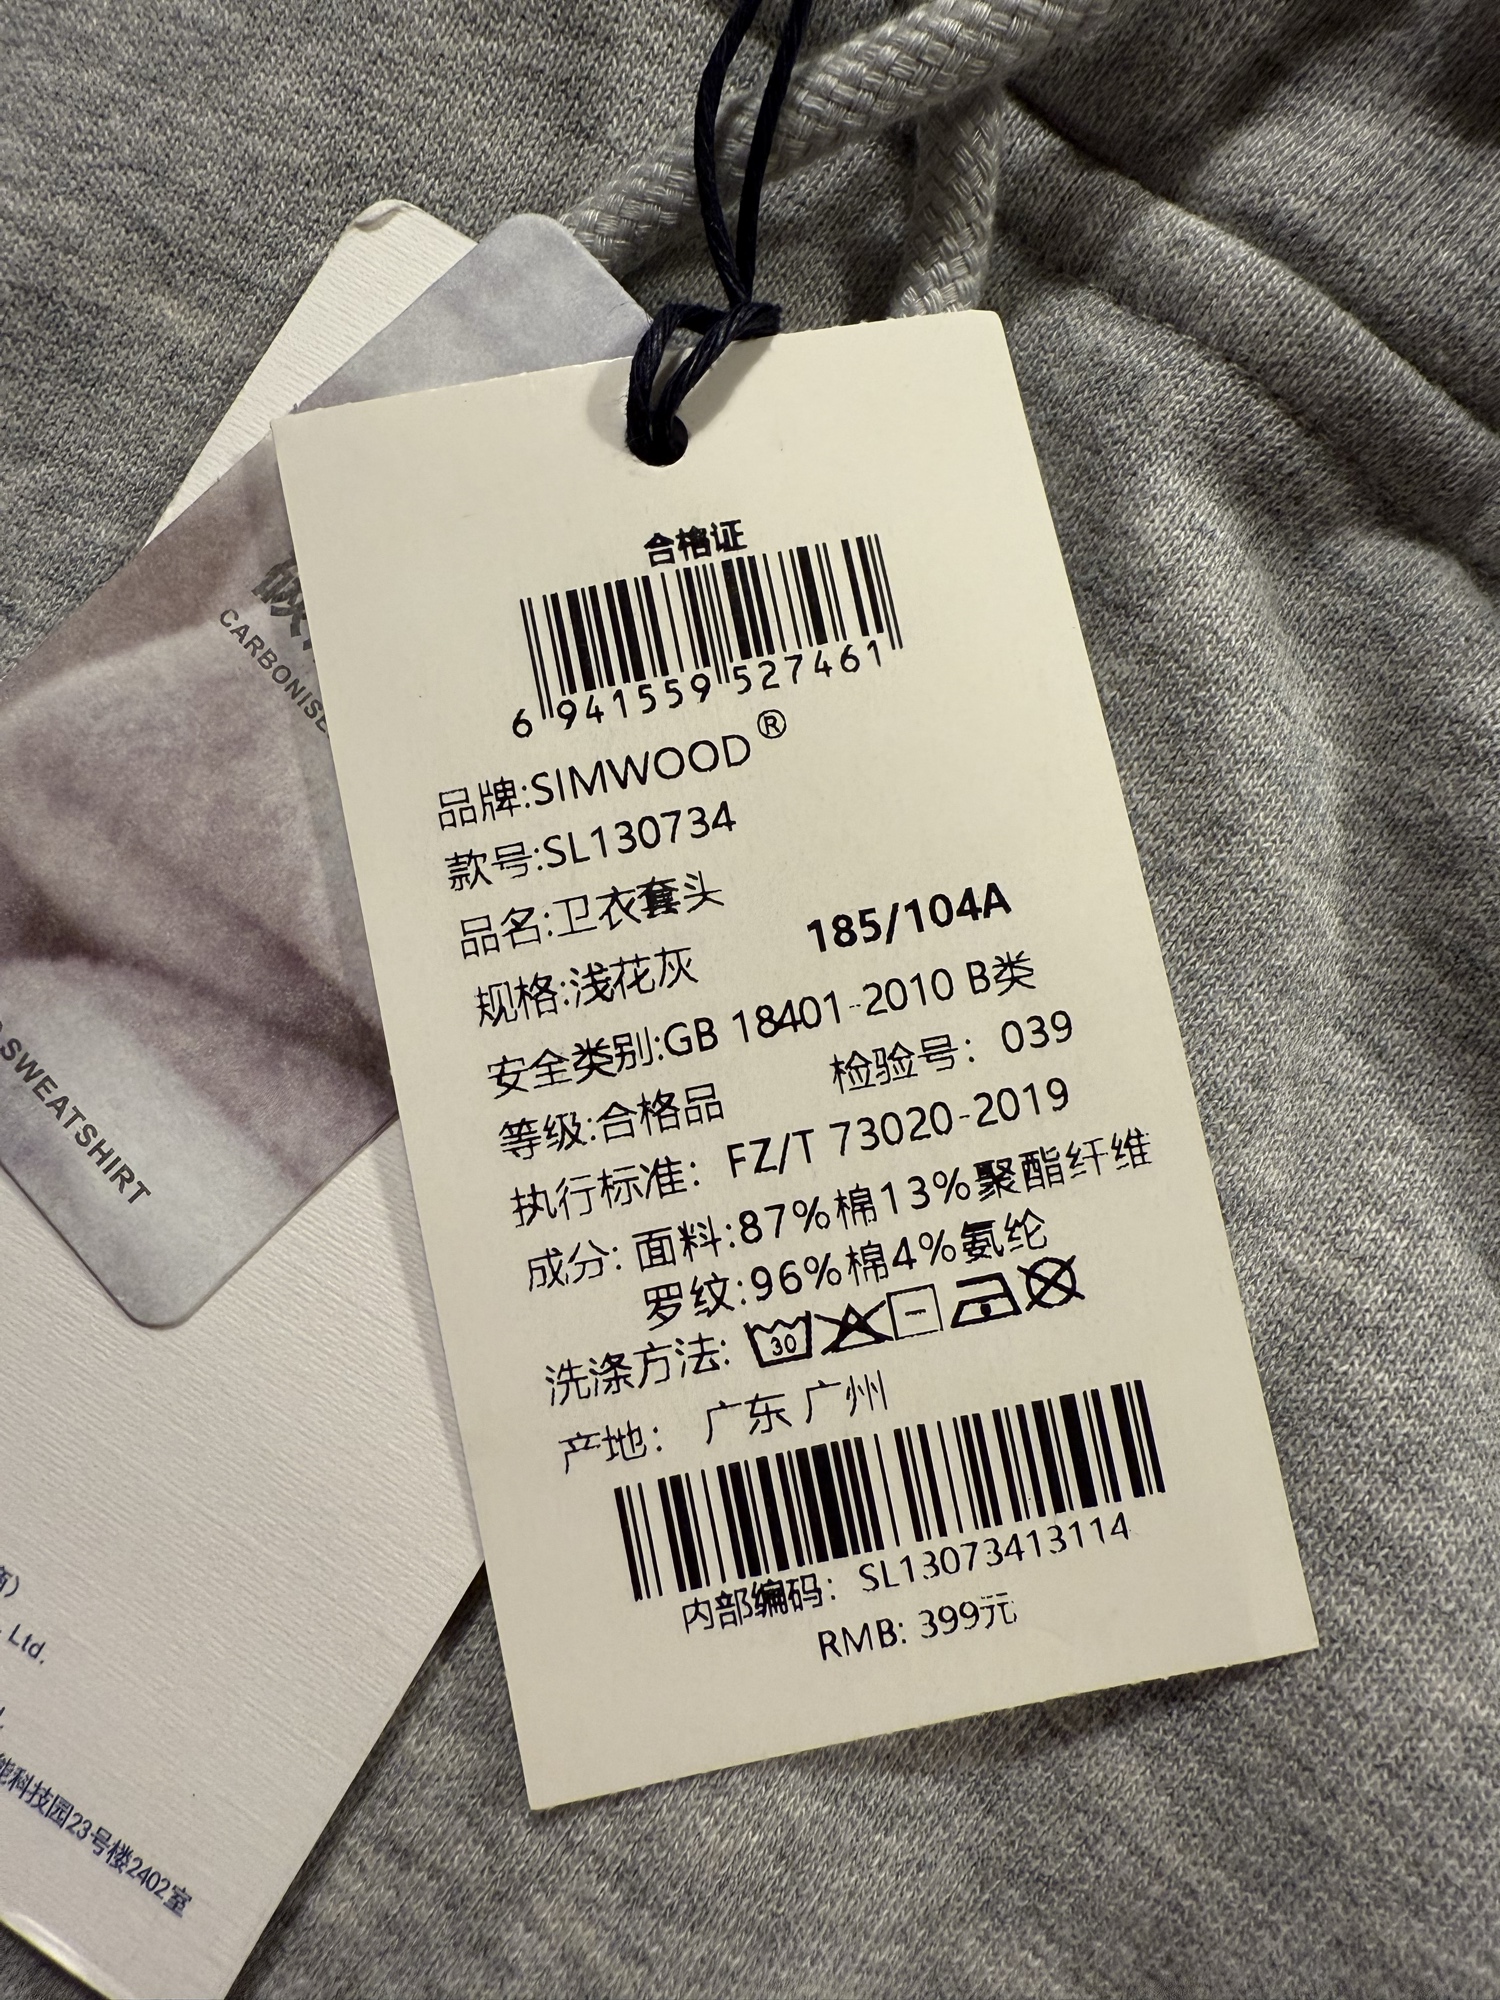 合格证
6 941559 527461
品牌:SIMWOOD®
款号:SL130734
品名:卫衣套头
规格:浅花灰 185/104A
安全类别:GB 18401-2010 B类
等级:合格品 检验号: 039
执行标准: FZ/T 73020-2019
成分: 面料:87%棉13%聚酯纤维
罗纹:96%棉4%氨纶
洗涤方法: 30
产地: 广东 广州
内部编码: SL13073413114
RMB: 399元
SWEATSHIRT
Ltd.
科技园23号楼2402室